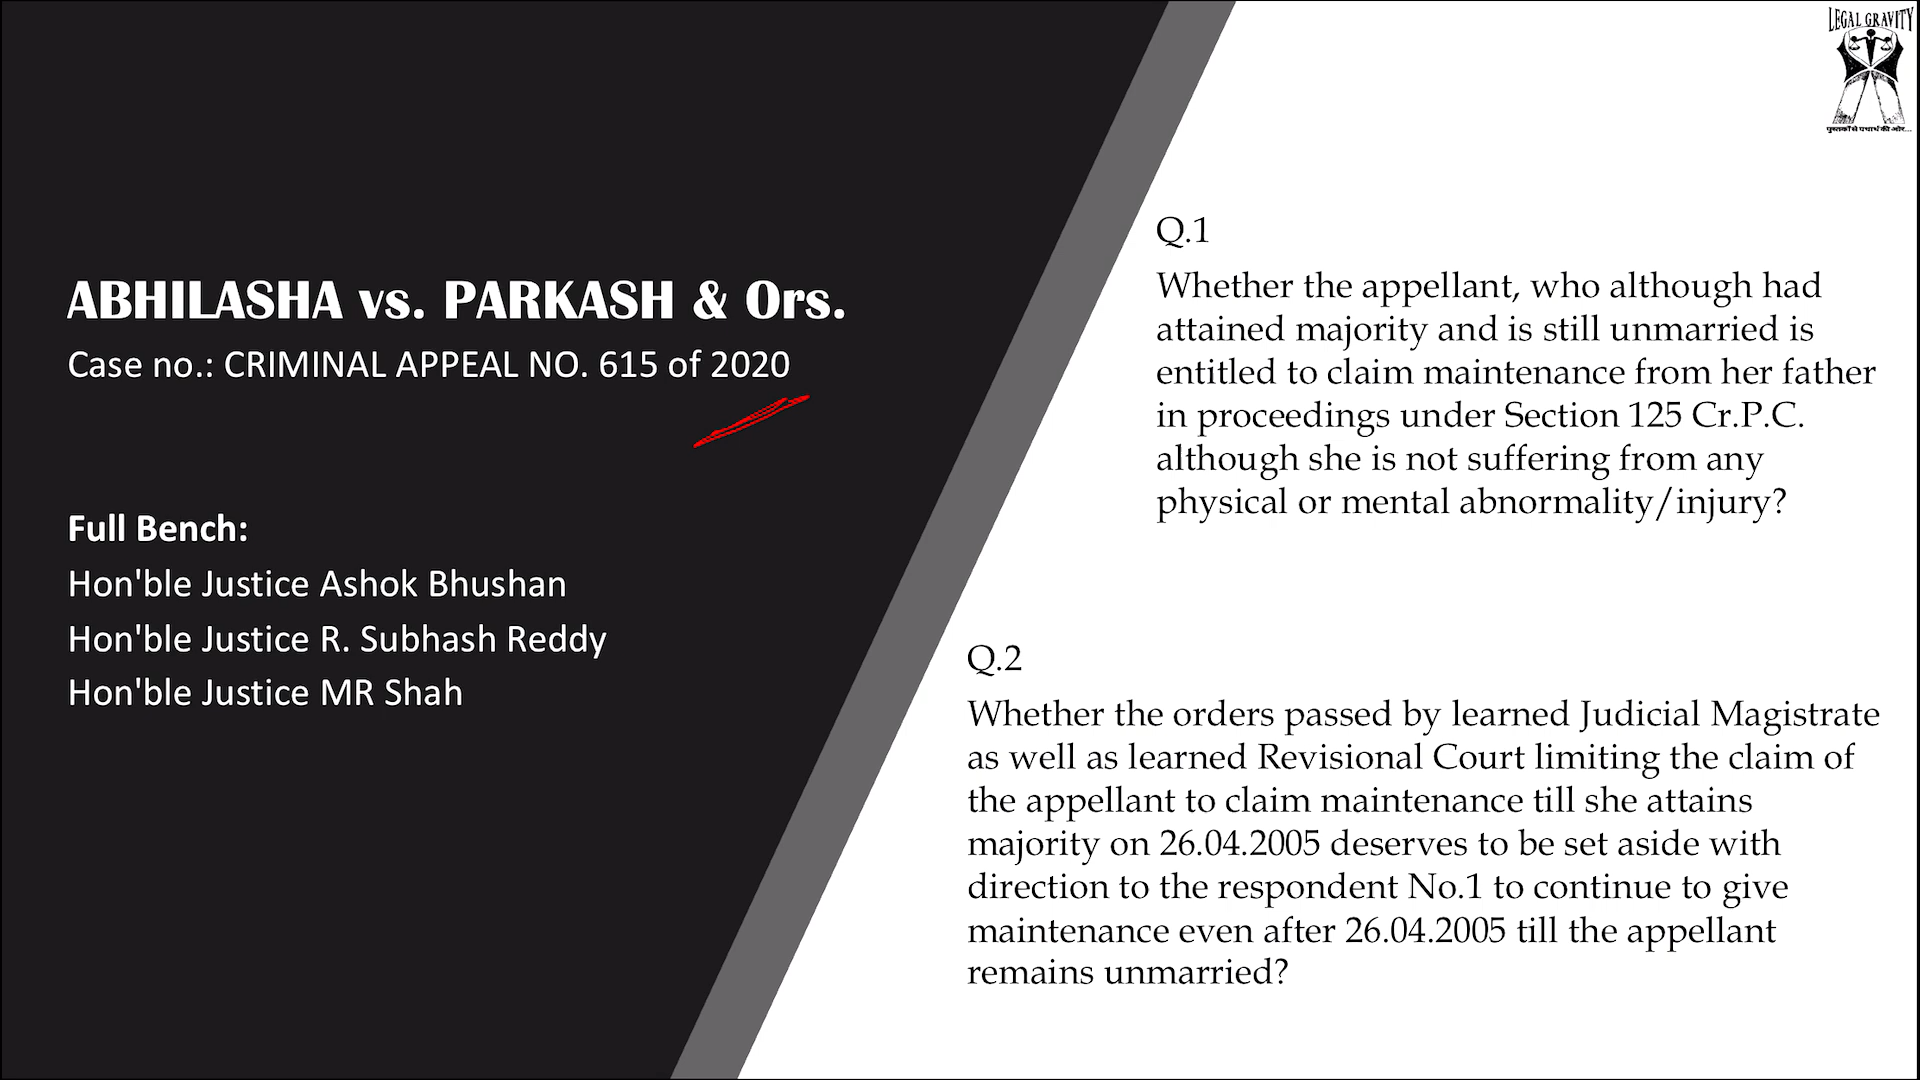 LEGAL GRAVITY
पुस्तकों से यथार्थ की ओर...
ABHILASHA vs. PARKASH & Ors.
Case no.: CRIMINAL APPEAL NO. 615 of 2020
Full Bench:
Hon'ble Justice Ashok Bhushan
Hon'ble Justice R. Subhash Reddy
Hon'ble Justice MR Shah
Q.1
Whether the appellant, who although had
attained majority and is still unmarried is
entitled to claim maintenance from her father
in proceedings under Section 125 Cr.P.C.
although she is not suffering from any
physical or mental abnormality/injury?
Q.2
Whether the orders passed by learned Judicial Magistrate
as well as learned Revisional Court limiting the claim of
the appellant to claim maintenance till she attains
majority on 26.04.2005 deserves to be set aside with
direction to the respondent No.1 to continue to give
maintenance even after 26.04.2005 till the appellant
remains unmarried?